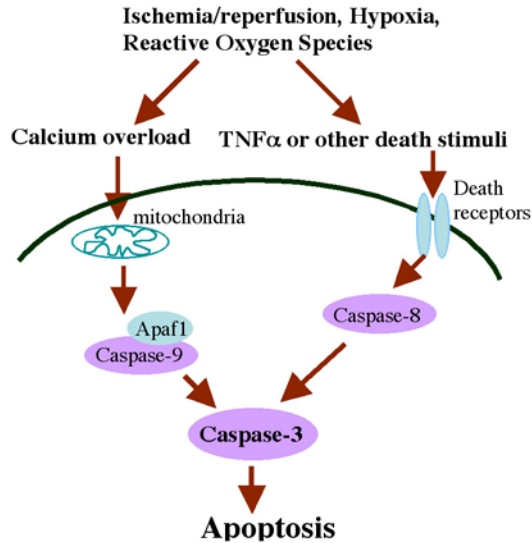 Ischemia/reperfusion, Hypoxia,
Reactive Oxygen Species
Calcium overload
TNFα or other death stimuli
Death
receptors
mitochondria
Caspase-8
Apaf1
Caspase-9
Caspase-3
Apoptosis